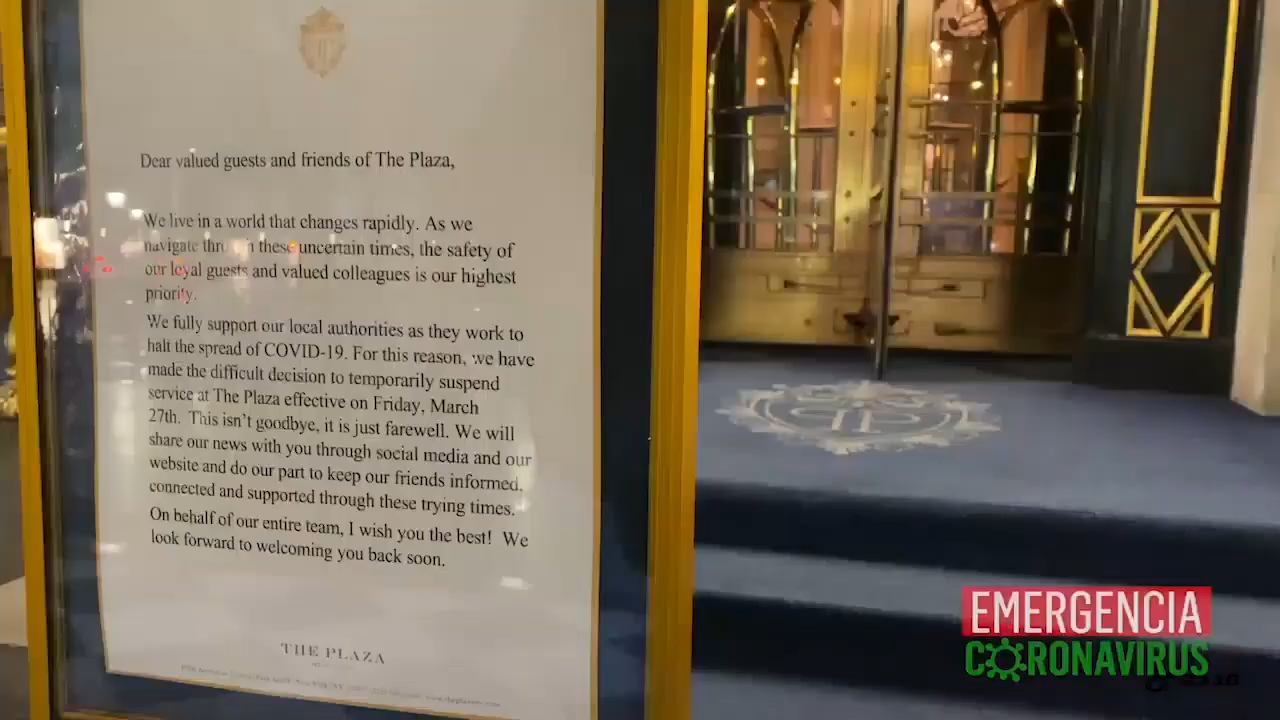 Dear valued guests and friends of The Plaza,
We live in a world that changes rapidly. As we
navigate through these uncertain times, the safety of
our loyal guests and valued colleagues is our highest
priority.
We fully support our local authorities as they work to
halt the spread of COVID-19. For this reason, we have
made the difficult decision to temporarily suspend
service at The Plaza effective on Friday, March
27th. This isn't goodbye, it is just farewell. We will
share our news with you through social media and our
website and do our part to keep our friends informed,
connected and supported through these trying times.
On behalf of our entire team, I wish you the best! We
look forward to welcoming you back soon.
THE PLAZA
EMERGENCIA
CORONAVIRUS